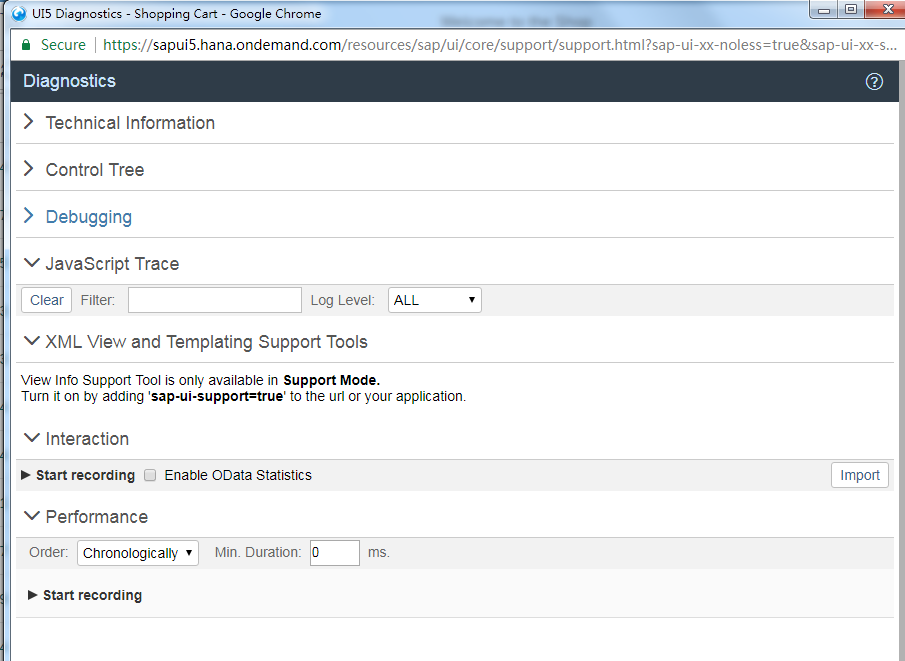 UI5 Diagnostics - Shopping Cart - Google Chrome
Welcome to the Shop
Secure https://sapui5.hana.ondemand.com/resources/sap/ui/core/support/support.html?sap-ui-xx-noless=true&sap-ui-xx-s...
Diagnostics ?
Technical Information
Control Tree
Debugging
JavaScript Trace
Clear Filter: Log Level: ALL
XML View and Templating Support Tools
View Info Support Tool is only available in Support Mode.
Turn it on by adding 'sap-ui-support=true' to the url or your application.
Interaction
Start recording Enable OData Statistics Import
Performance
Order: Chronologically Min. Duration: 0 ms.
Start recording